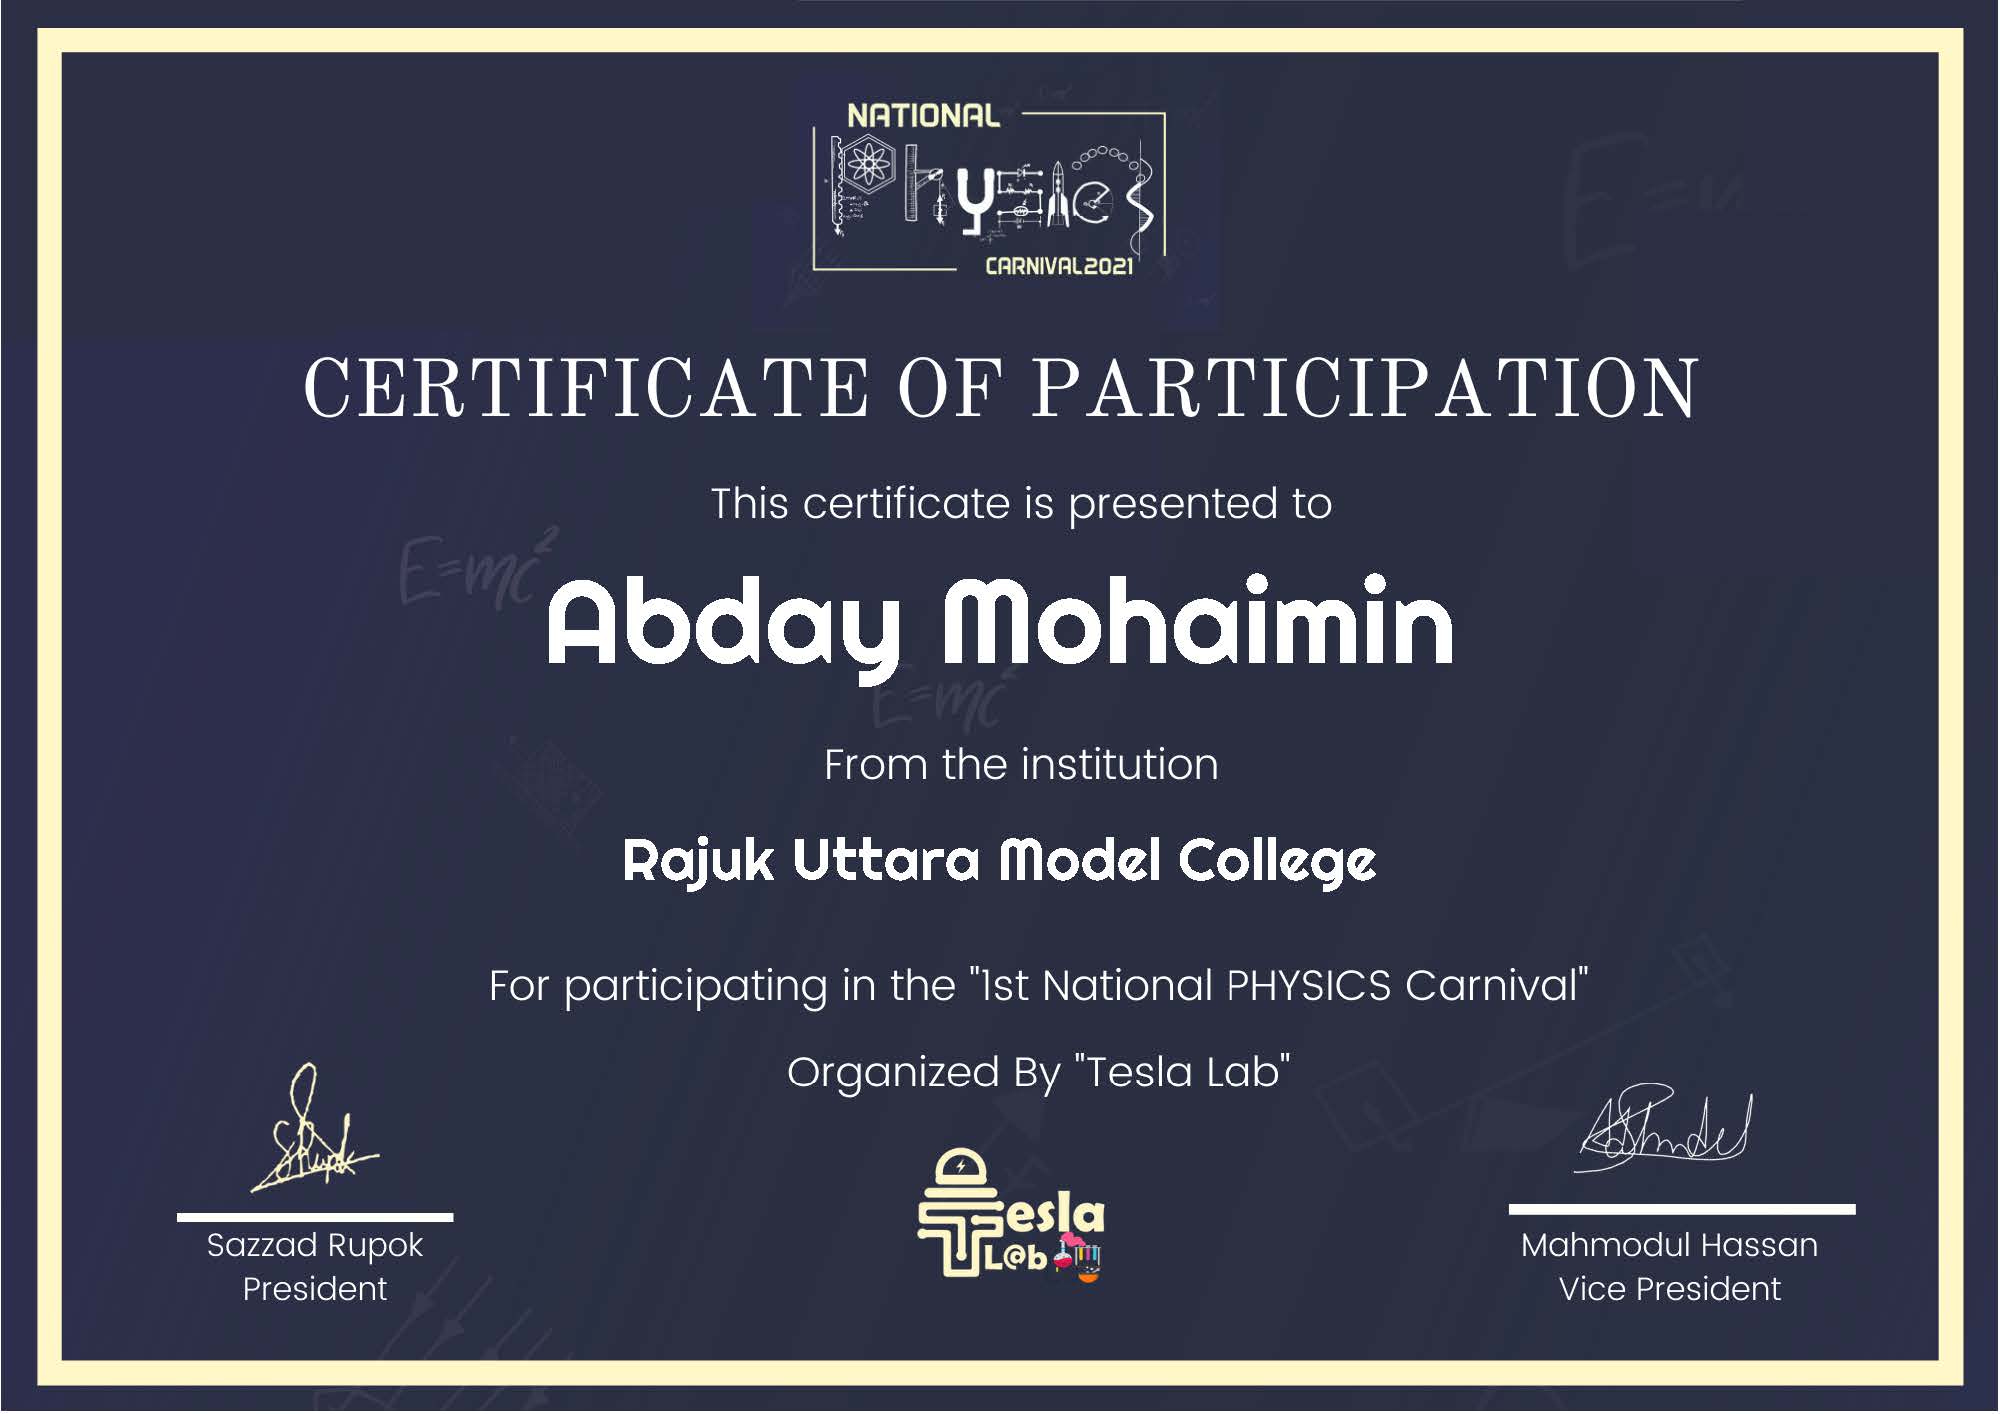 NATIONAL
Physics
CARNIVAL2021
CERTIFICATE OF PARTICIPATION
This certificate is presented to
E=mc²
Abday Mohaimin
E=mc²
From the institution
Rajuk Uttara Model College
For participating in the "1st National PHYSICS Carnival"
Organized By "Tesla Lab"
Tesla
L@b
Sazzad Rupok
President
Mahmodul Hassan
Vice President